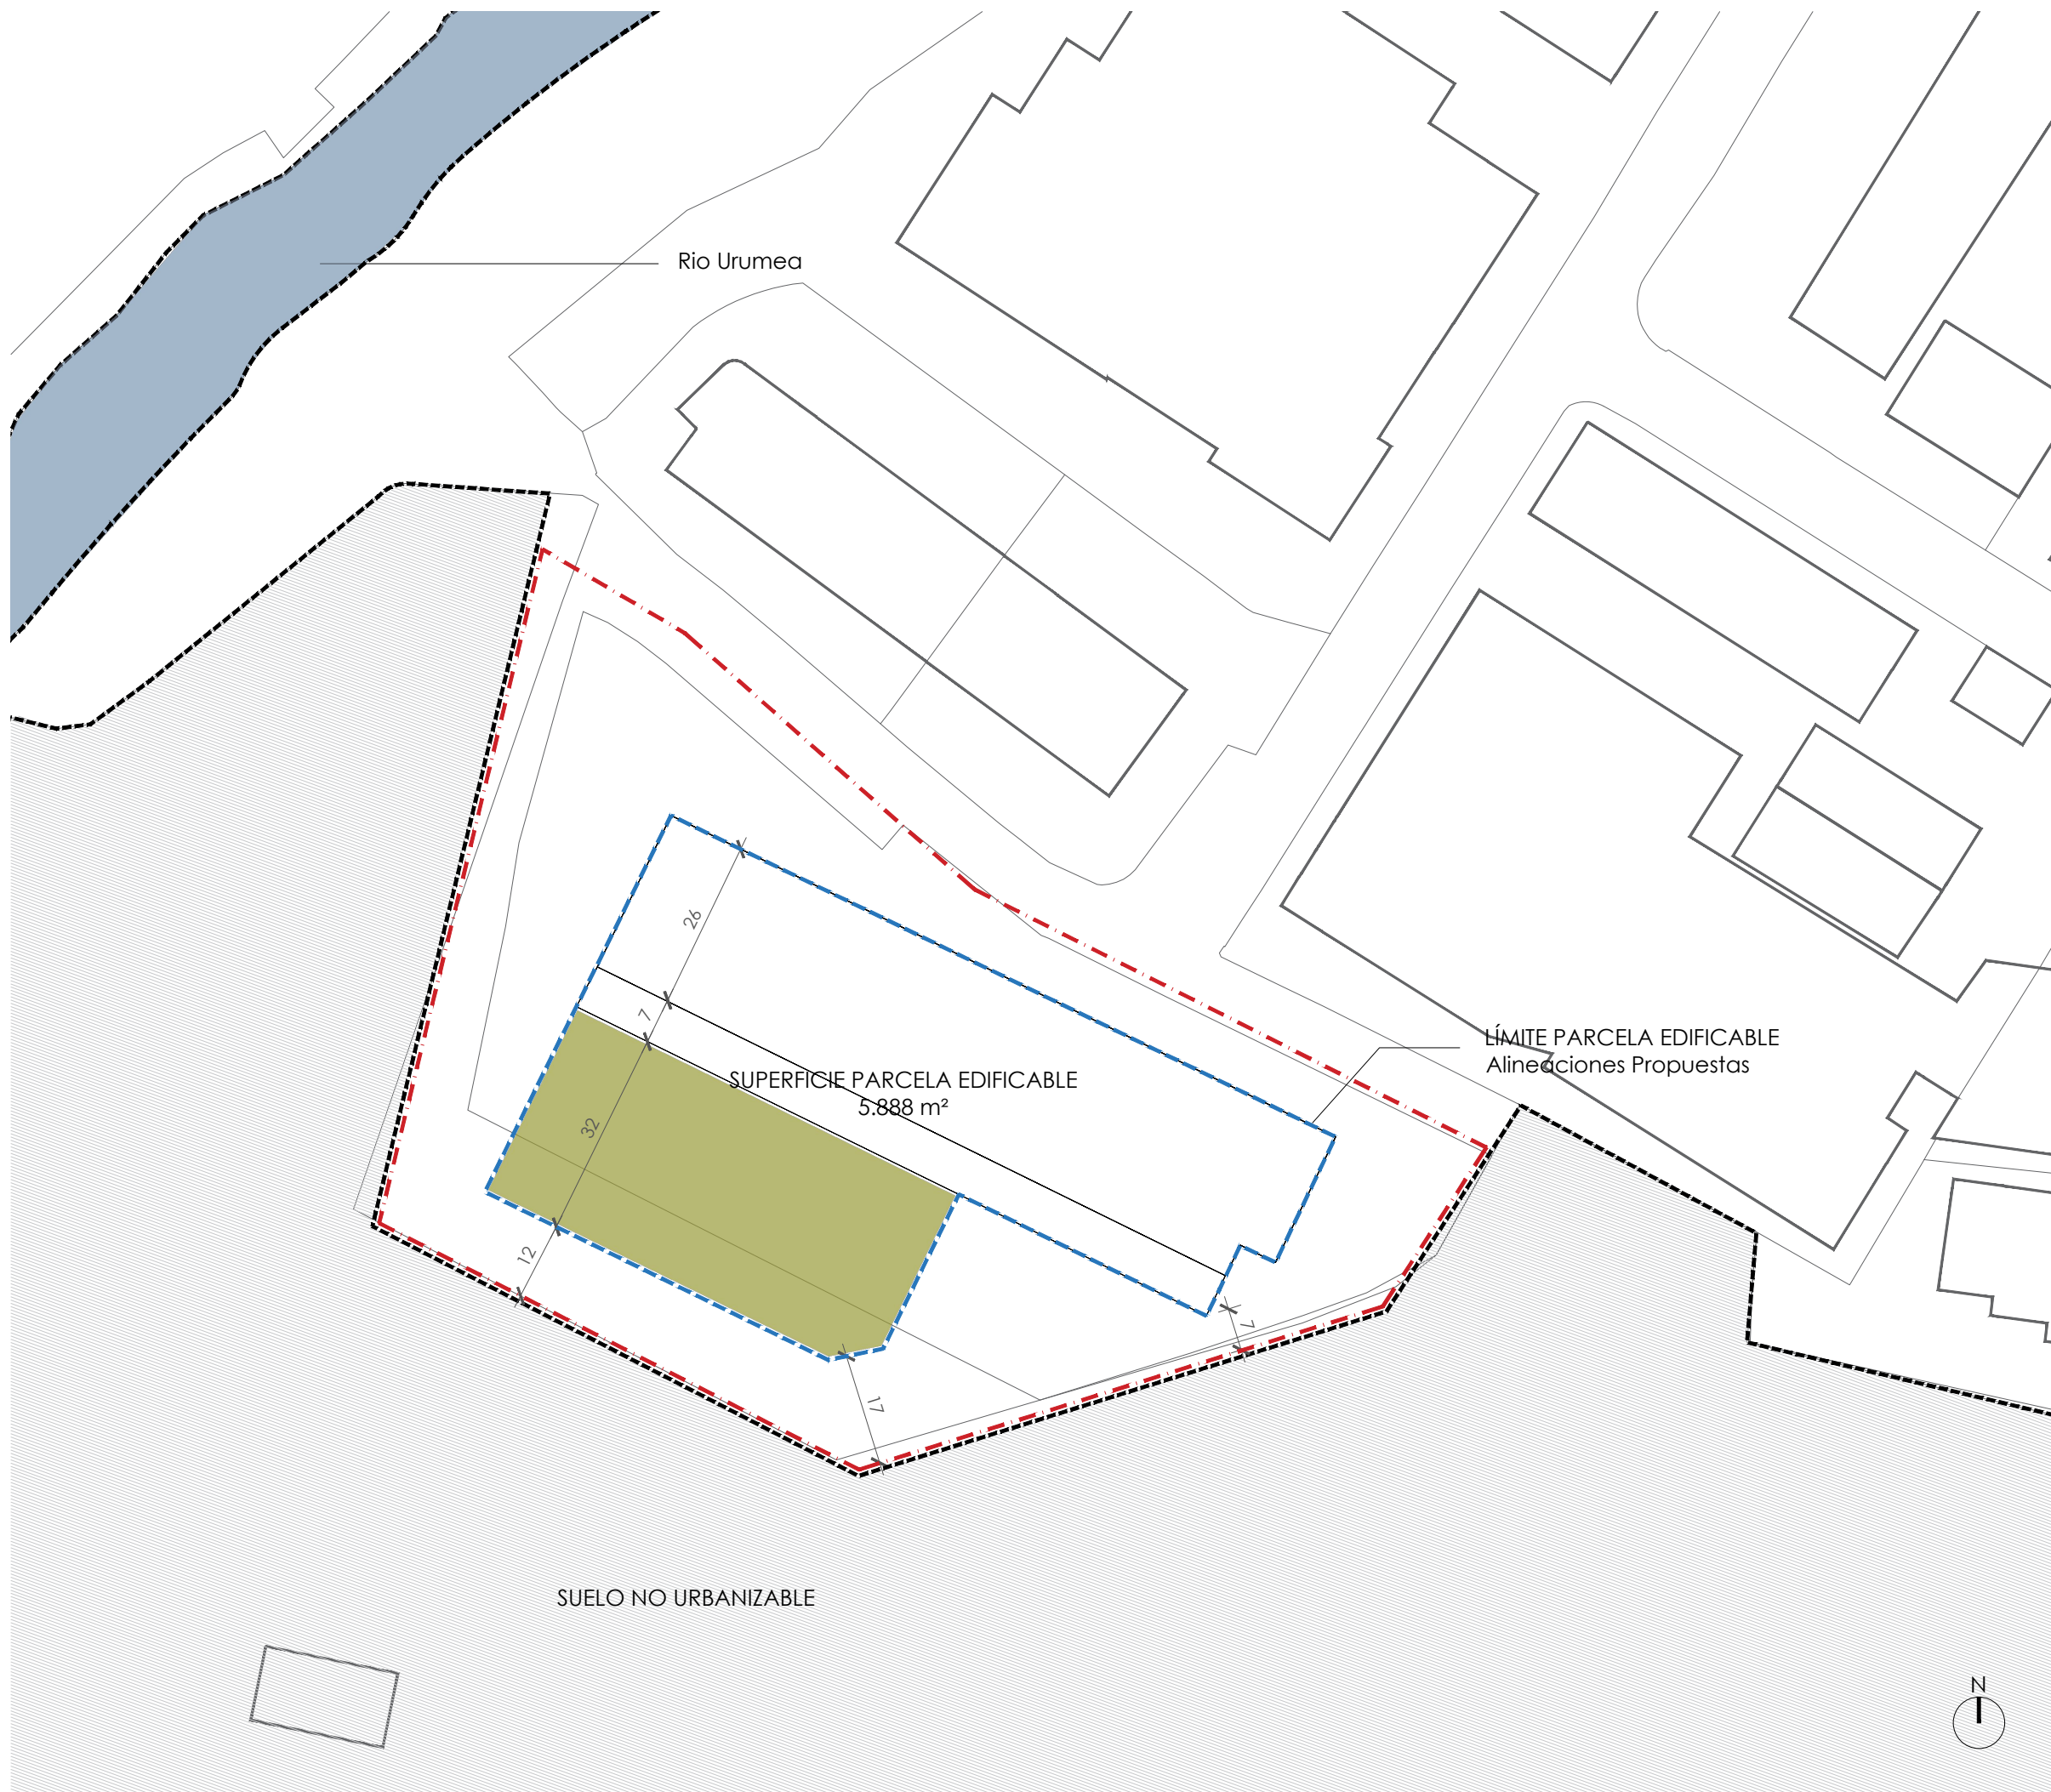 Rio Urumea
26
7
LÍMITE PARCELA EDIFICABLE
Alineaciones Propuestas
SUPERFICIE PARCELA EDIFICABLE
5.888 m²
32
12
7
17
SUELO NO URBANIZABLE
N